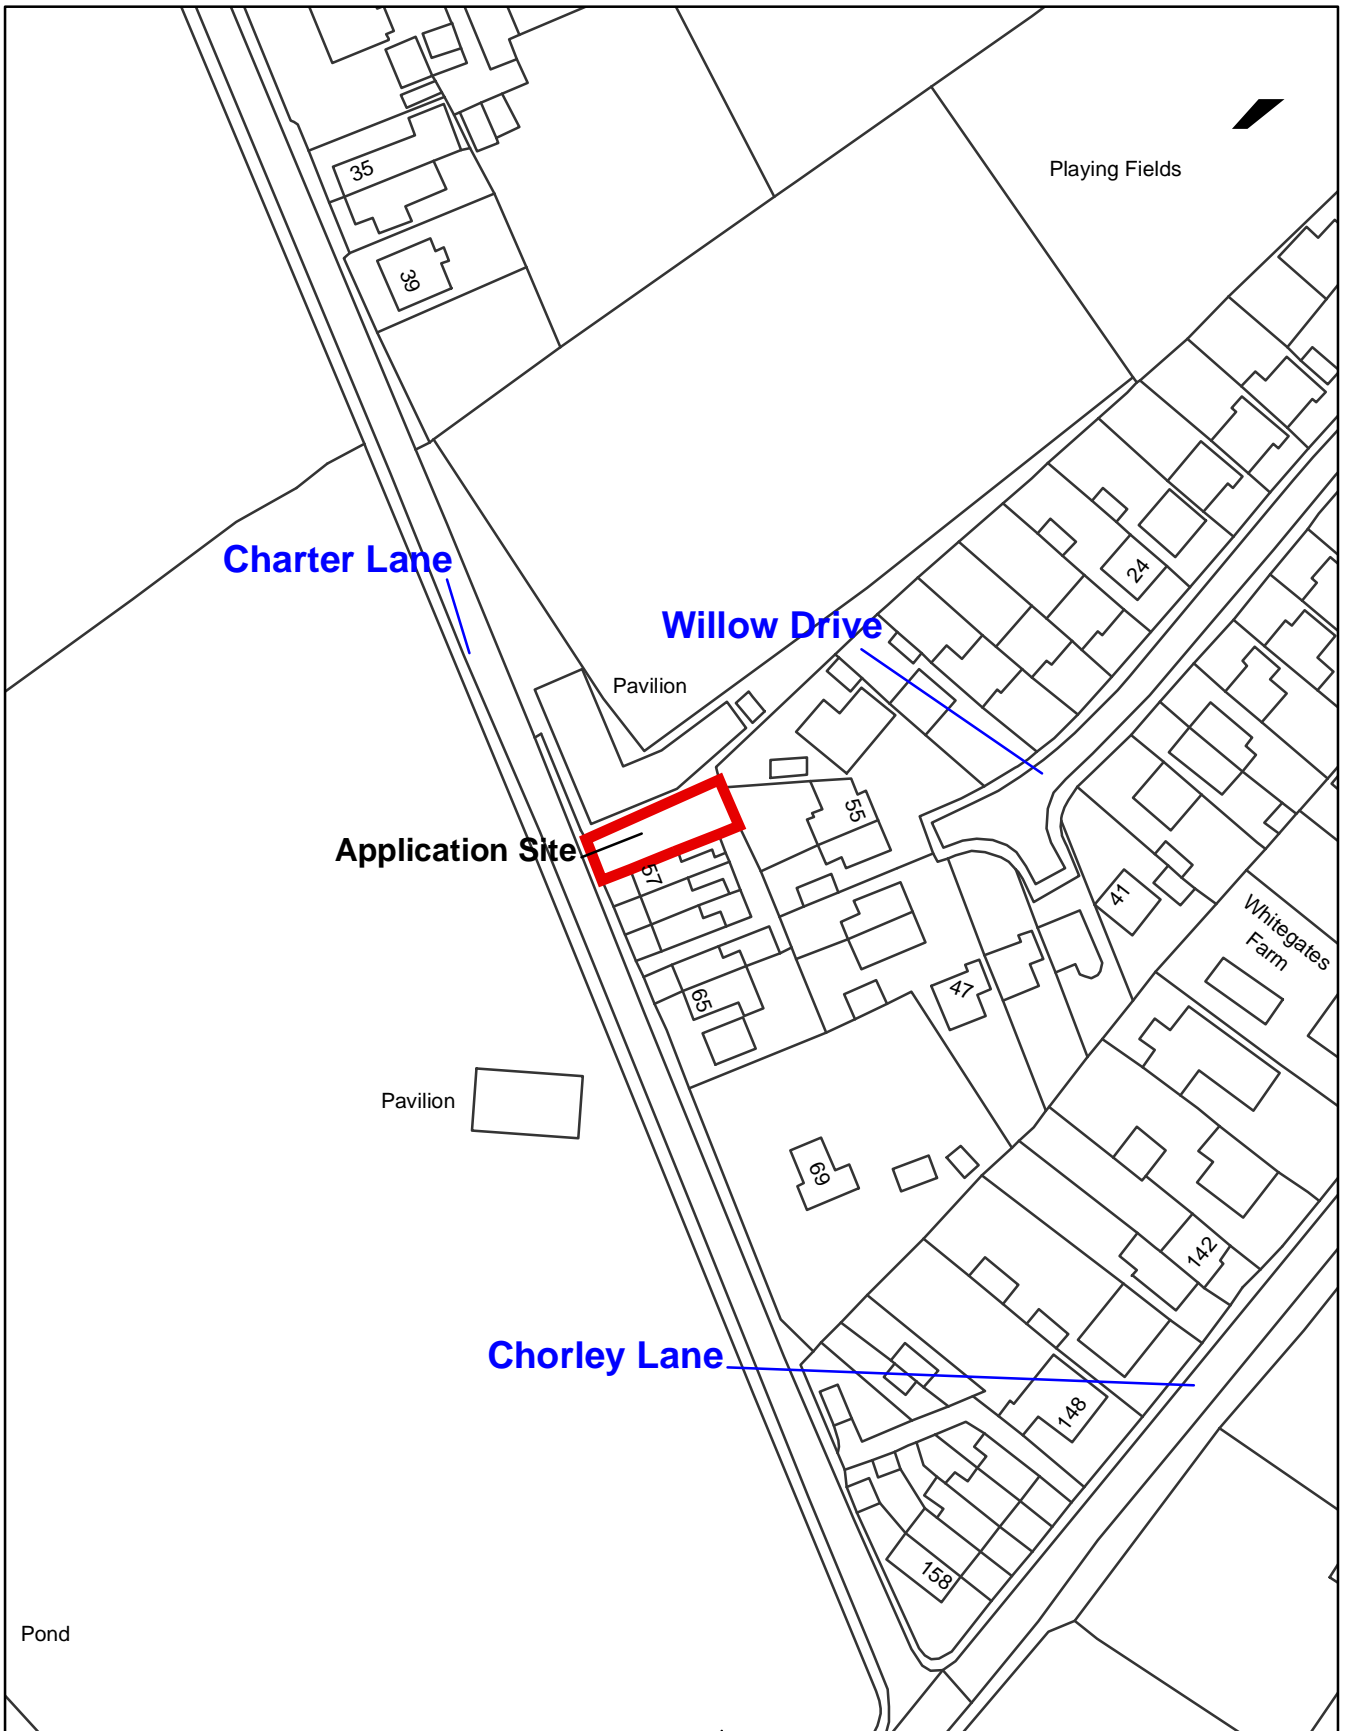 35
Playing Fields
39
Charter Lane
24
Willow Drive
Pavilion
55
Application Site
57
41
Whitegates
Farm
47
65
Pavilion
69
142
Chorley Lane
148
158
Pond